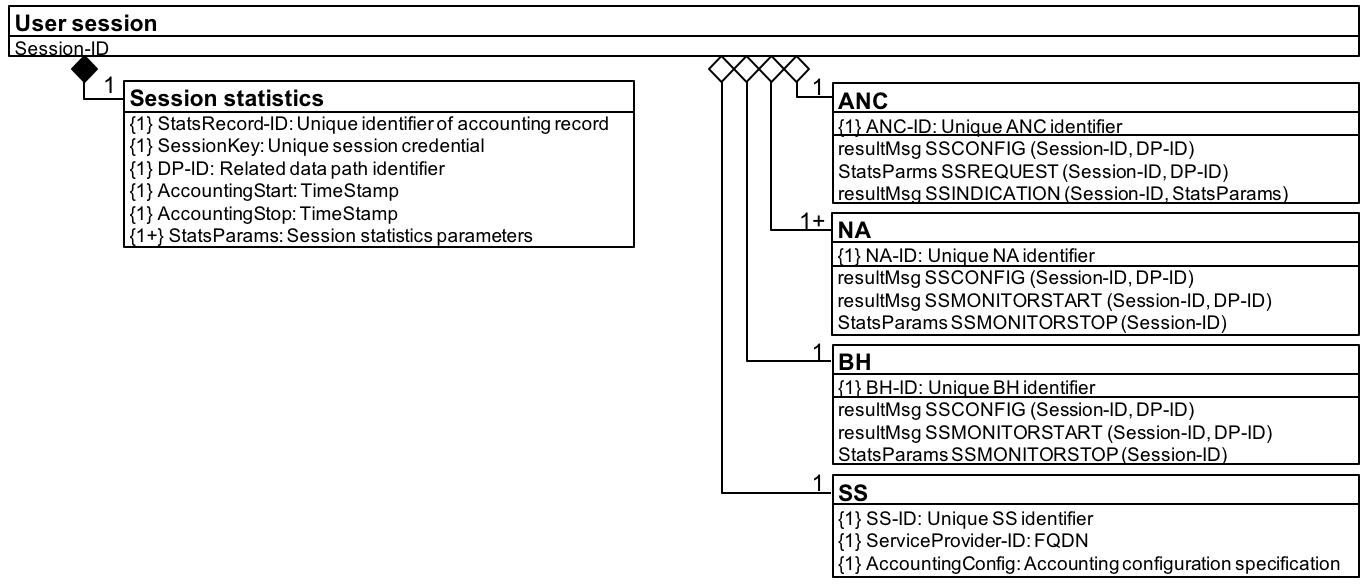 User session
Session-ID
1
Session statistics
{1} StatsRecord-ID: Unique identifier of accounting record
{1} SessionKey: Unique session credential
{1} DP-ID: Related data path identifier
{1} AccountingStart: TimeStamp
{1} AccountingStop: TimeStamp
{1+} StatsParams: Session statistics parameters
1
ANC
{1} ANC-ID: Unique ANC identifier
resultMsg SSCONFIG (Session-ID, DP-ID)
StatsParms SSREQUEST (Session-ID, DP-ID)
resultMsg SSINDICATION (Session-ID, StatsParams)
1+
NA
{1} NA-ID: Unique NA identifier
resultMsg SSCONFIG (Session-ID, DP-ID)
resultMsg SSMONITORSTART (Session-ID, DP-ID)
StatsParams SSMONITORSTOP (Session-ID)
1
BH
{1} BH-ID: Unique BH identifier
resultMsg SSCONFIG (Session-ID, DP-ID)
resultMsg SSMONITORSTART (Session-ID, DP-ID)
StatsParams SSMONITORSTOP (Session-ID)
1
SS
{1} SS-ID: Unique SS identifier
{1} ServiceProvider-ID: FQDN
{1} AccountingConfig: Accounting configuration specification